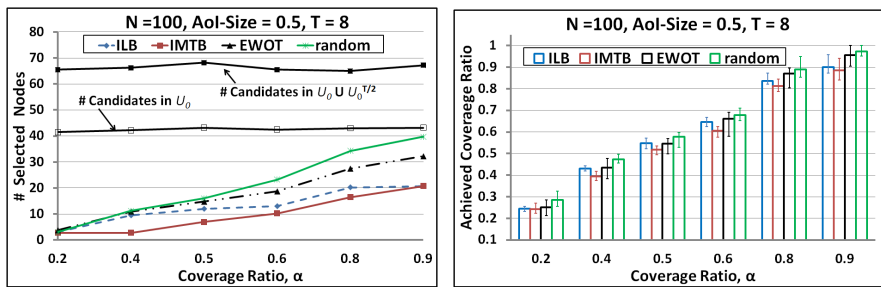 N =100, AoI-Size = 0.5, T = 8
ILB IMTB EWOT random
# Candidates in U₀ U U₀ᵀ/²
# Candidates in U₀
# Selected Nodes
80
70
60
50
40
30
20
10
0
0.2 0.4 0.5 0.6 0.8 0.9
Coverage Ratio, α
N =100, AoI-Size = 0.5, T = 8
ILB IMTB EWOT random
Achieved Coveraege Ratio
1
0.9
0.8
0.7
0.6
0.5
0.4
0.3
0.2
0.1
0.2 0.4 0.5 0.6 0.8 0.9
Coverage Ratio, α